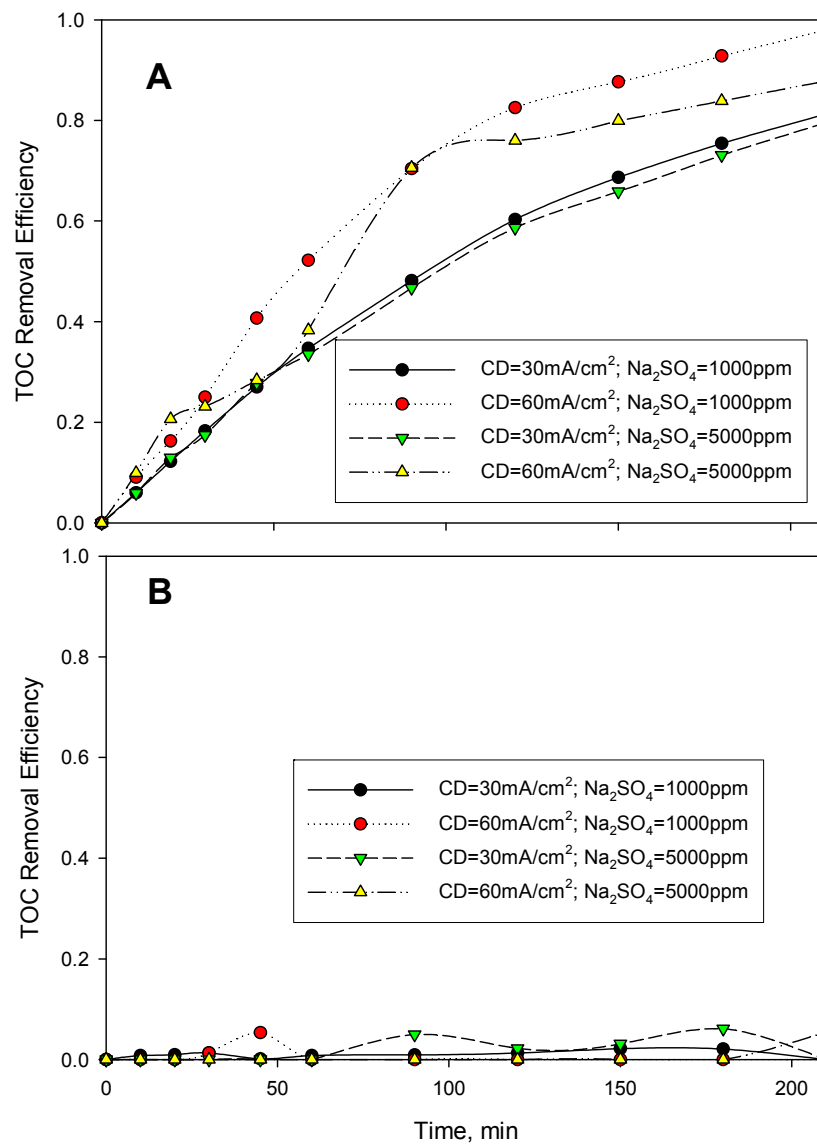 A
TOC Removal Efficiency
1.0
0.8
0.6
0.4
0.2
0.0
CD=30mA/cm²; Na₂SO₄=1000ppm
CD=60mA/cm²; Na₂SO₄=1000ppm
CD=30mA/cm²; Na₂SO₄=5000ppm
CD=60mA/cm²; Na₂SO₄=5000ppm
B
TOC Removal Efficiency
1.0
0.8
0.6
0.4
0.2
0.0
CD=30mA/cm²; Na₂SO₄=1000ppm
CD=60mA/cm²; Na₂SO₄=1000ppm
CD=30mA/cm²; Na₂SO₄=5000ppm
CD=60mA/cm²; Na₂SO₄=5000ppm
0 50 100 150 200
Time, min